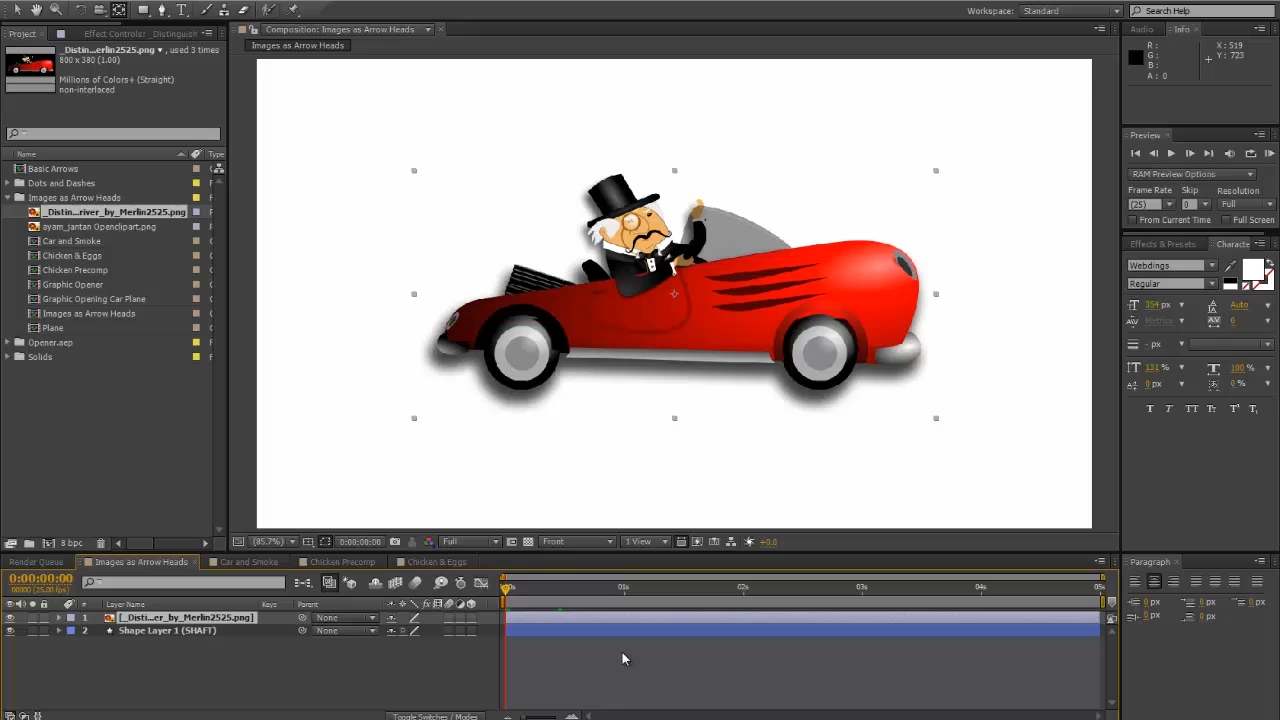 Workspace: Standard
Search Help
Project
Effect Controls: _Distinguish
Composition: Images as Arrow Heads
Audio
Info
_Distin...erlin2525.png
, used 3 times
800 x 380 (1.00)
Millions of Colors+ (Straight)
non-interlaced
Images as Arrow Heads
R :
G :
B :
A : 0
X : 519
Y : 723
Name
Type
Basic Arrows
Dots and Dashes
Images as Arrow Heads
_Distin...river_by_Merlin2525.png
ayam_jantan Openclipart.png
Car and Smoke
Chicken & Eggs
Chicken Precomp
Graphic Opener
Graphic Opening Car Plane
Images as Arrow Heads
Plane
Opener.aep
Solids
Preview
RAM Preview Options
Frame Rate
Skip
Resolution
(25)
(0)
Full
From Current Time
Full Screen
Effects & Presets
Characte
Webdings
Regular
354 px
Auto
Metrics
0
- px
131 %
100 %
0 px
0 %
T T TT Tr T' T,
8 bpc
(85.7%)
0:00:00:00
Full
Front
1 View
+0.0
Render Queue
Images as Arrow Heads
Car and Smoke
Chicken Precomp
Chicken & Eggs
0:00:00:00
00000 (25.00 fps)
01s
02s
03s
04s
05s
# Layer Name
Keys
Parent
1 [_Disti...er_by_Merlin2525.png]
None
2 Shape Layer 1 (SHAFT)
None
Toggle Switches / Modes
Paragraph
0 px
0 px
0 px
0 px
0 px